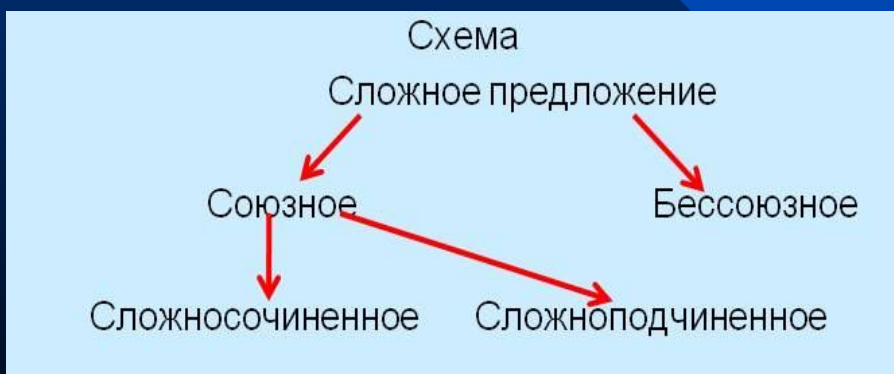 Схема
Сложное предложение
Союзное Бессоюзное
Сложносочиненное Сложноподчиненное